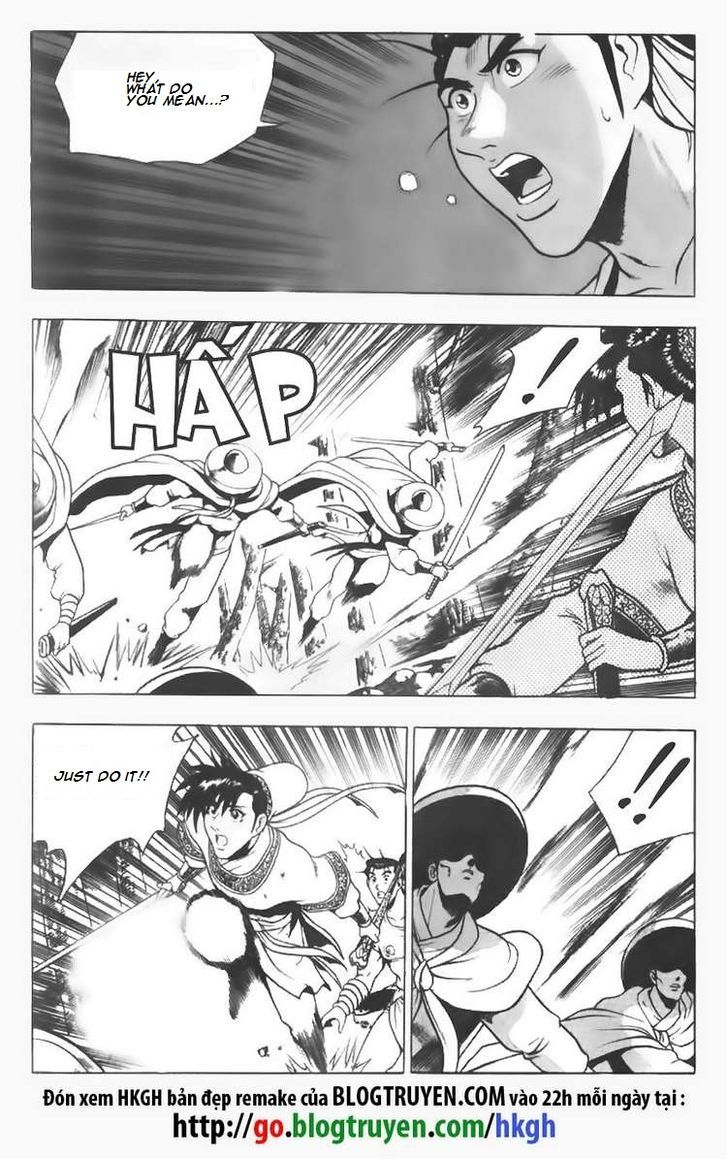 HEY,
WHAT DO
YOU MEAN...?
HẤP
!!
JUST DO IT!!
!!
Đón xem HKGH bản đẹp remake của BLOGTRUYEN.COM vào 22h mỗi ngày tại :
http://go.blogtruyen.com/hkgh